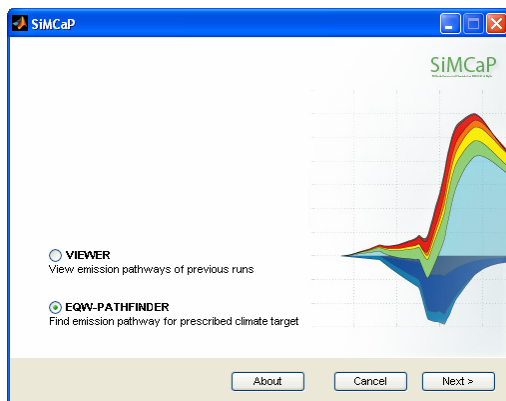 SiMCaP
SiMCaP
VIEWER
View emission pathways of previous runs
EQW-PATHFINDER
Find emission pathway for prescribed climate target
About
Cancel
Next >